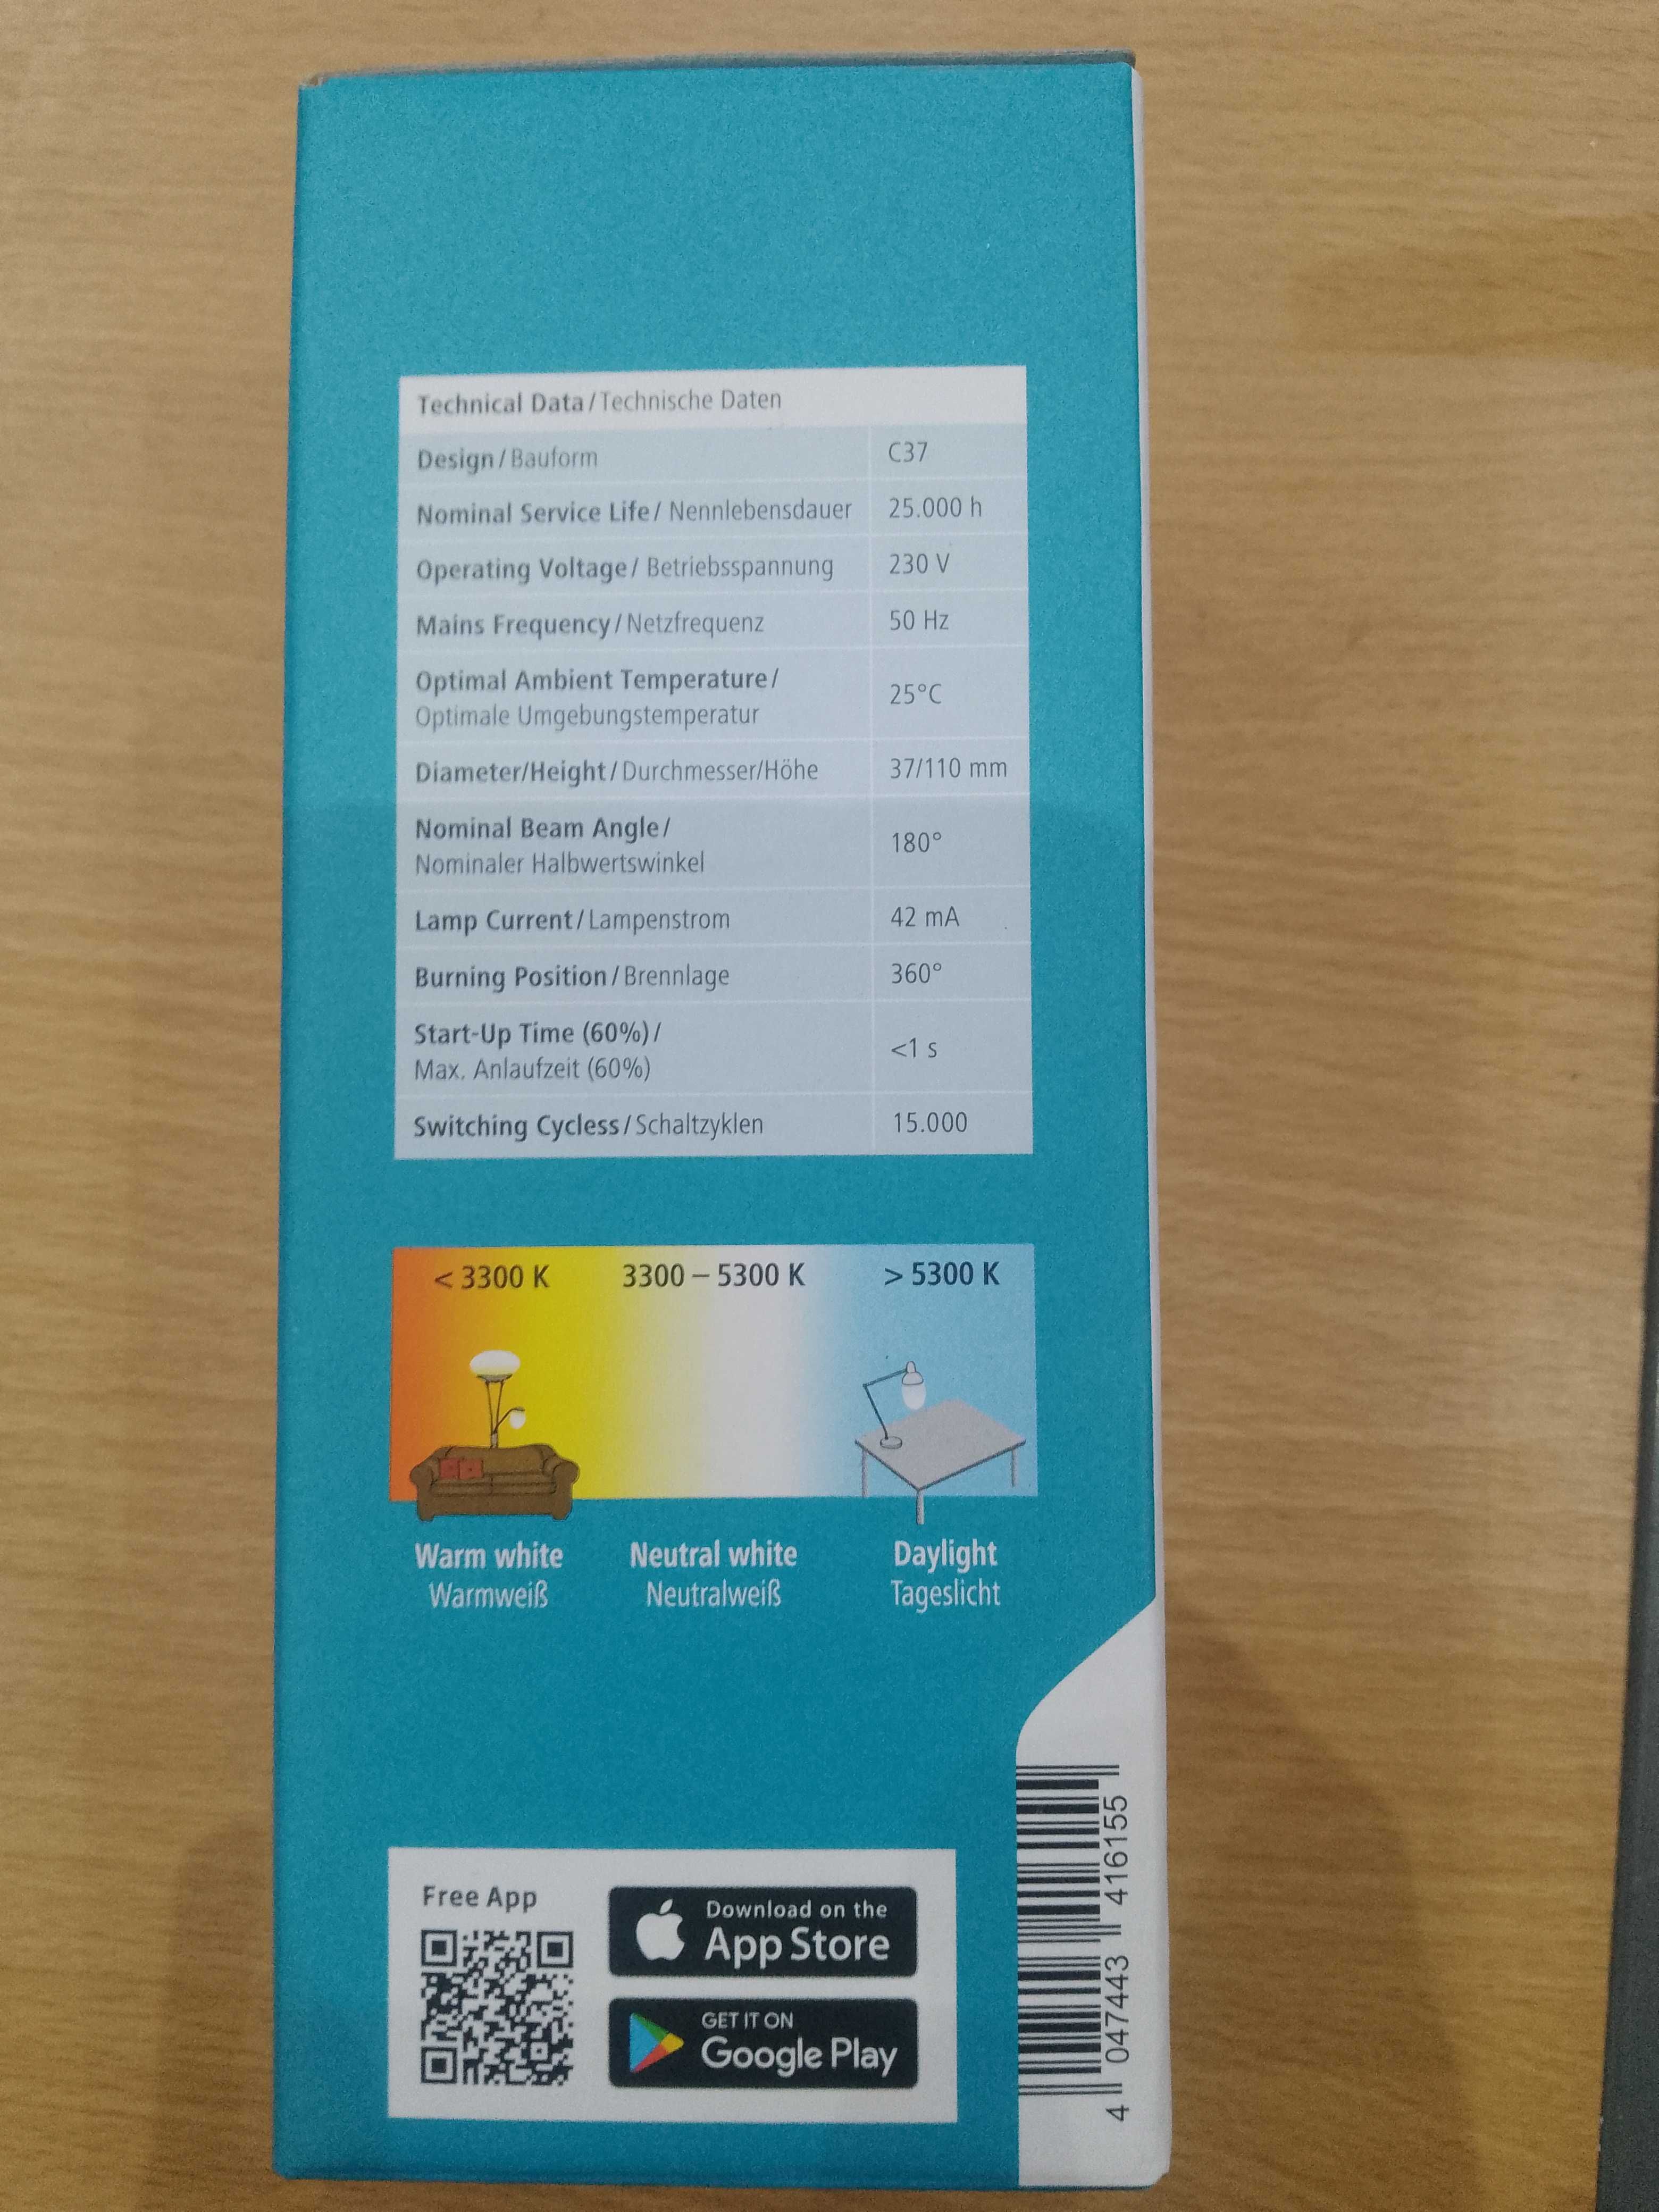 Technical Data / Technische Daten
Design / Bauform C37
Nominal Service Life / Nennlebensdauer 25.000 h
Operating Voltage / Betriebsspannung 230 V
Mains Frequency / Netzfrequenz 50 Hz
Optimal Ambient Temperature /
Optimale Umgebungstemperatur 25°C
Diameter/Height / Durchmesser/Höhe 37/110 mm
Nominal Beam Angle /
Nominaler Halbwertswinkel 180°
Lamp Current / Lampenstrom 42 mA
Burning Position / Brennlage 360°
Start-Up Time (60%) /
Max. Anlaufzeit (60%) <1 s
Switching Cycless / Schaltzyklen 15.000
< 3300 K 3300 – 5300 K > 5300 K
Warm white Neutral white Daylight
Warmweiß Neutralweiß Tageslicht
Free App
Download on the
App Store
GET IT ON
Google Play
4 047443 416155